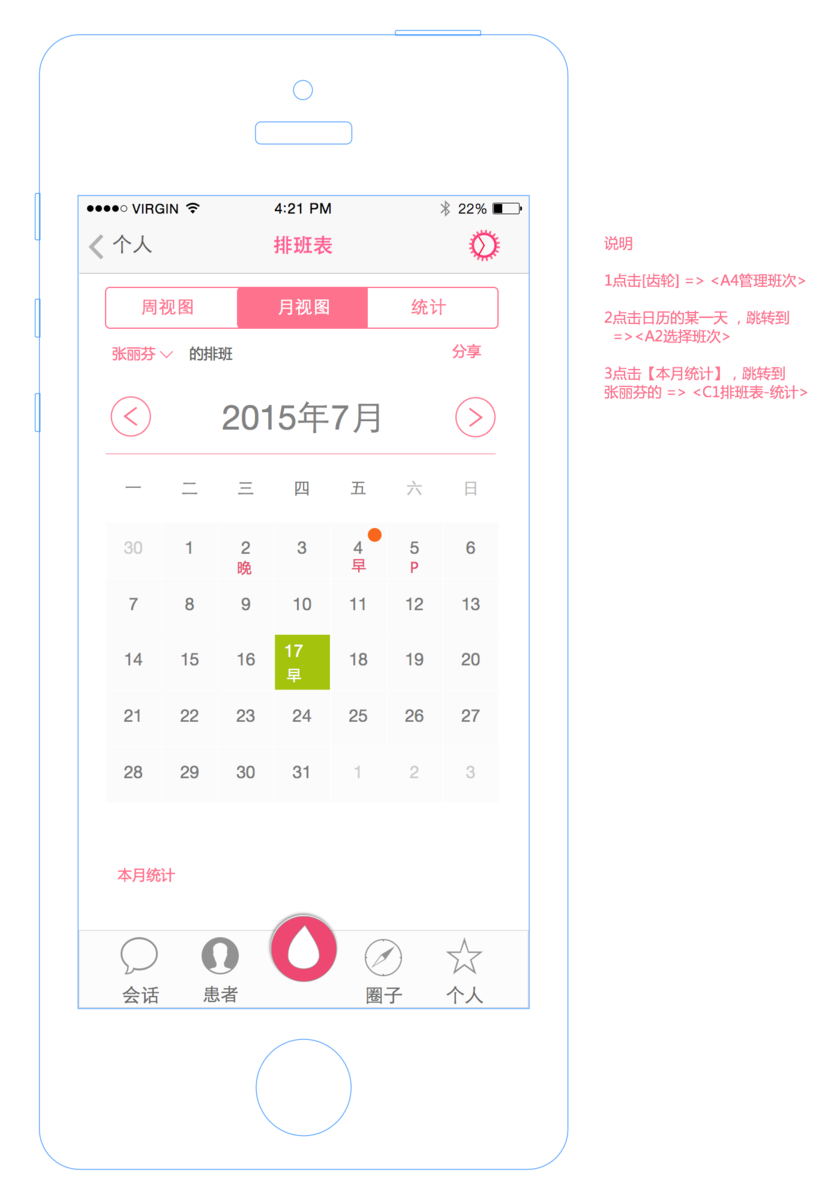 VIRGIN 4:21 PM 22%
个人 排班表
周视图 月视图 统计
张丽芬 的排班 分享
2015年7月
一 二 三 四 五 六 日
30 1 2 3 4 5 6
晚 早 P
7 8 9 10 11 12 13
14 15 16 17 18 19 20
早
21 22 23 24 25 26 27
28 29 30 31 1 2 3
本月统计
会话 患者 圈子 个人
说明
1点击[齿轮] => <A4管理班次>
2点击日历的某一天 ，跳转到
=><A2选择班次>
3点击【本月统计】，跳转到
张丽芬的 => <C1排班表-统计>